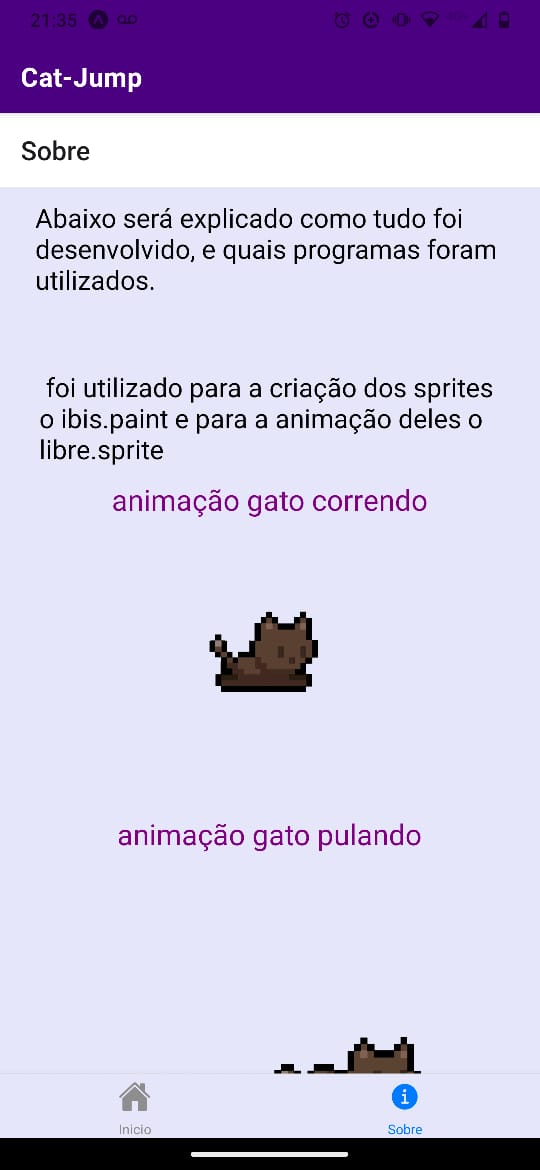 21:35
Cat-Jump
Sobre
Abaixo será explicado como tudo foi
desenvolvido, e quais programas foram
utilizados.
foi utilizado para a criação dos sprites
o ibis.paint e para a animação deles o
libre.sprite
animação gato correndo
animação gato pulando
Inicio
Sobre